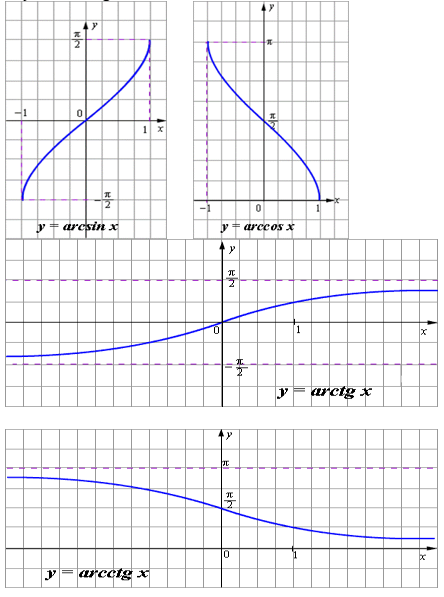 y
π
2
−1
0
1
x
−π
2
y = arcsin x
y
π
π
2
−1
0
1
x
y = arccos x
y
π
2
0
1
x
−π
2
y = arctg x
y
π
π
2
0
1
x
y = arcctg x